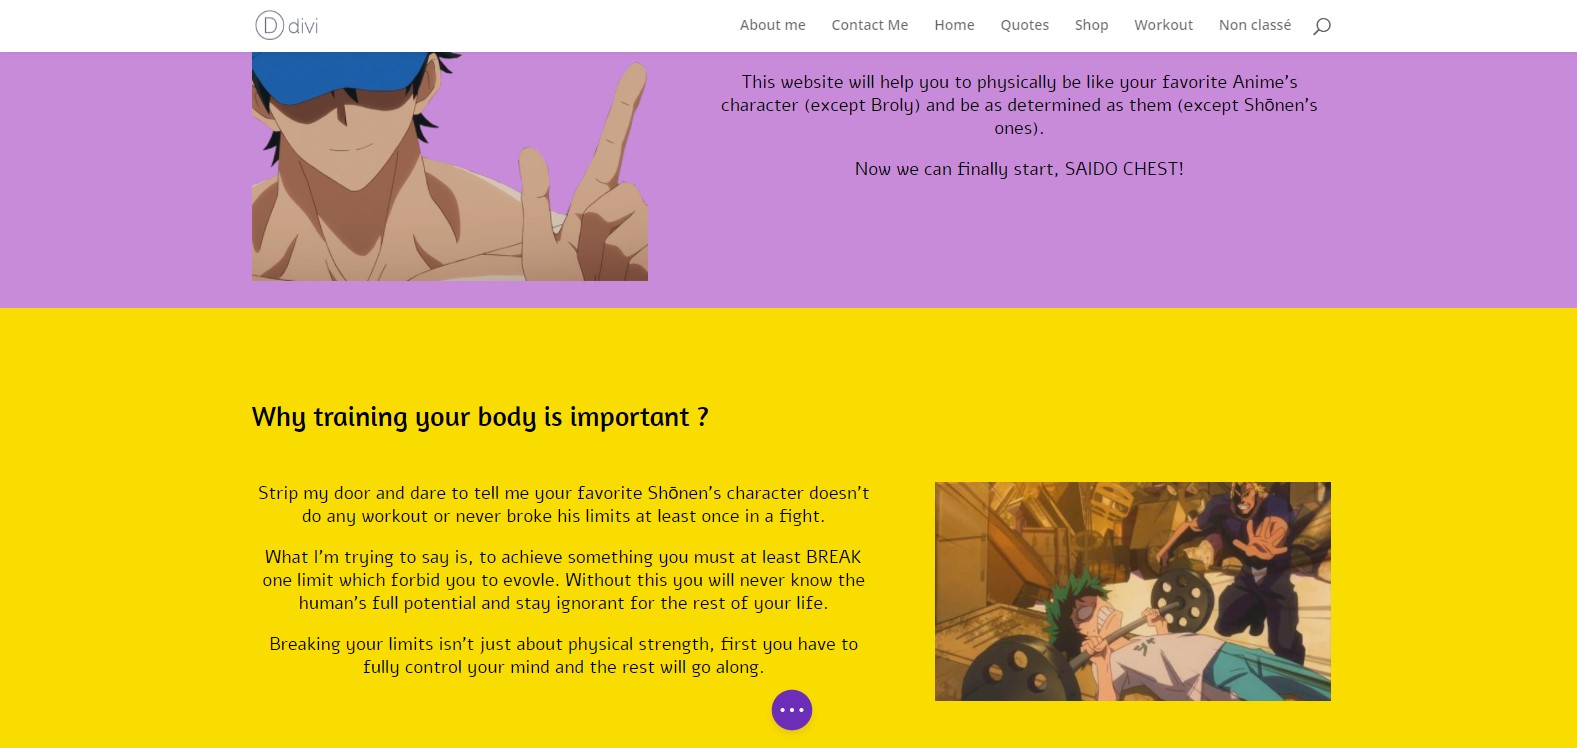 D divi
About me Contact Me Home Quotes Shop Workout Non classé
This website will help you to physically be like your favorite Anime's
character (except Broly) and be as determined as them (except Shōnen's
ones).
Now we can finally start, SAIDO CHEST!
Why training your body is important ?
Strip my door and dare to tell me your favorite Shōnen's character doesn't
do any workout or never broke his limits at least once in a fight.
What I'm trying to say is, to achieve something you must at least BREAK
one limit which forbid you to evovle. Without this you will never know the
human's full potential and stay ignorant for the rest of your life.
Breaking your limits isn't just about physical strength, first you have to
fully control your mind and the rest will go along.